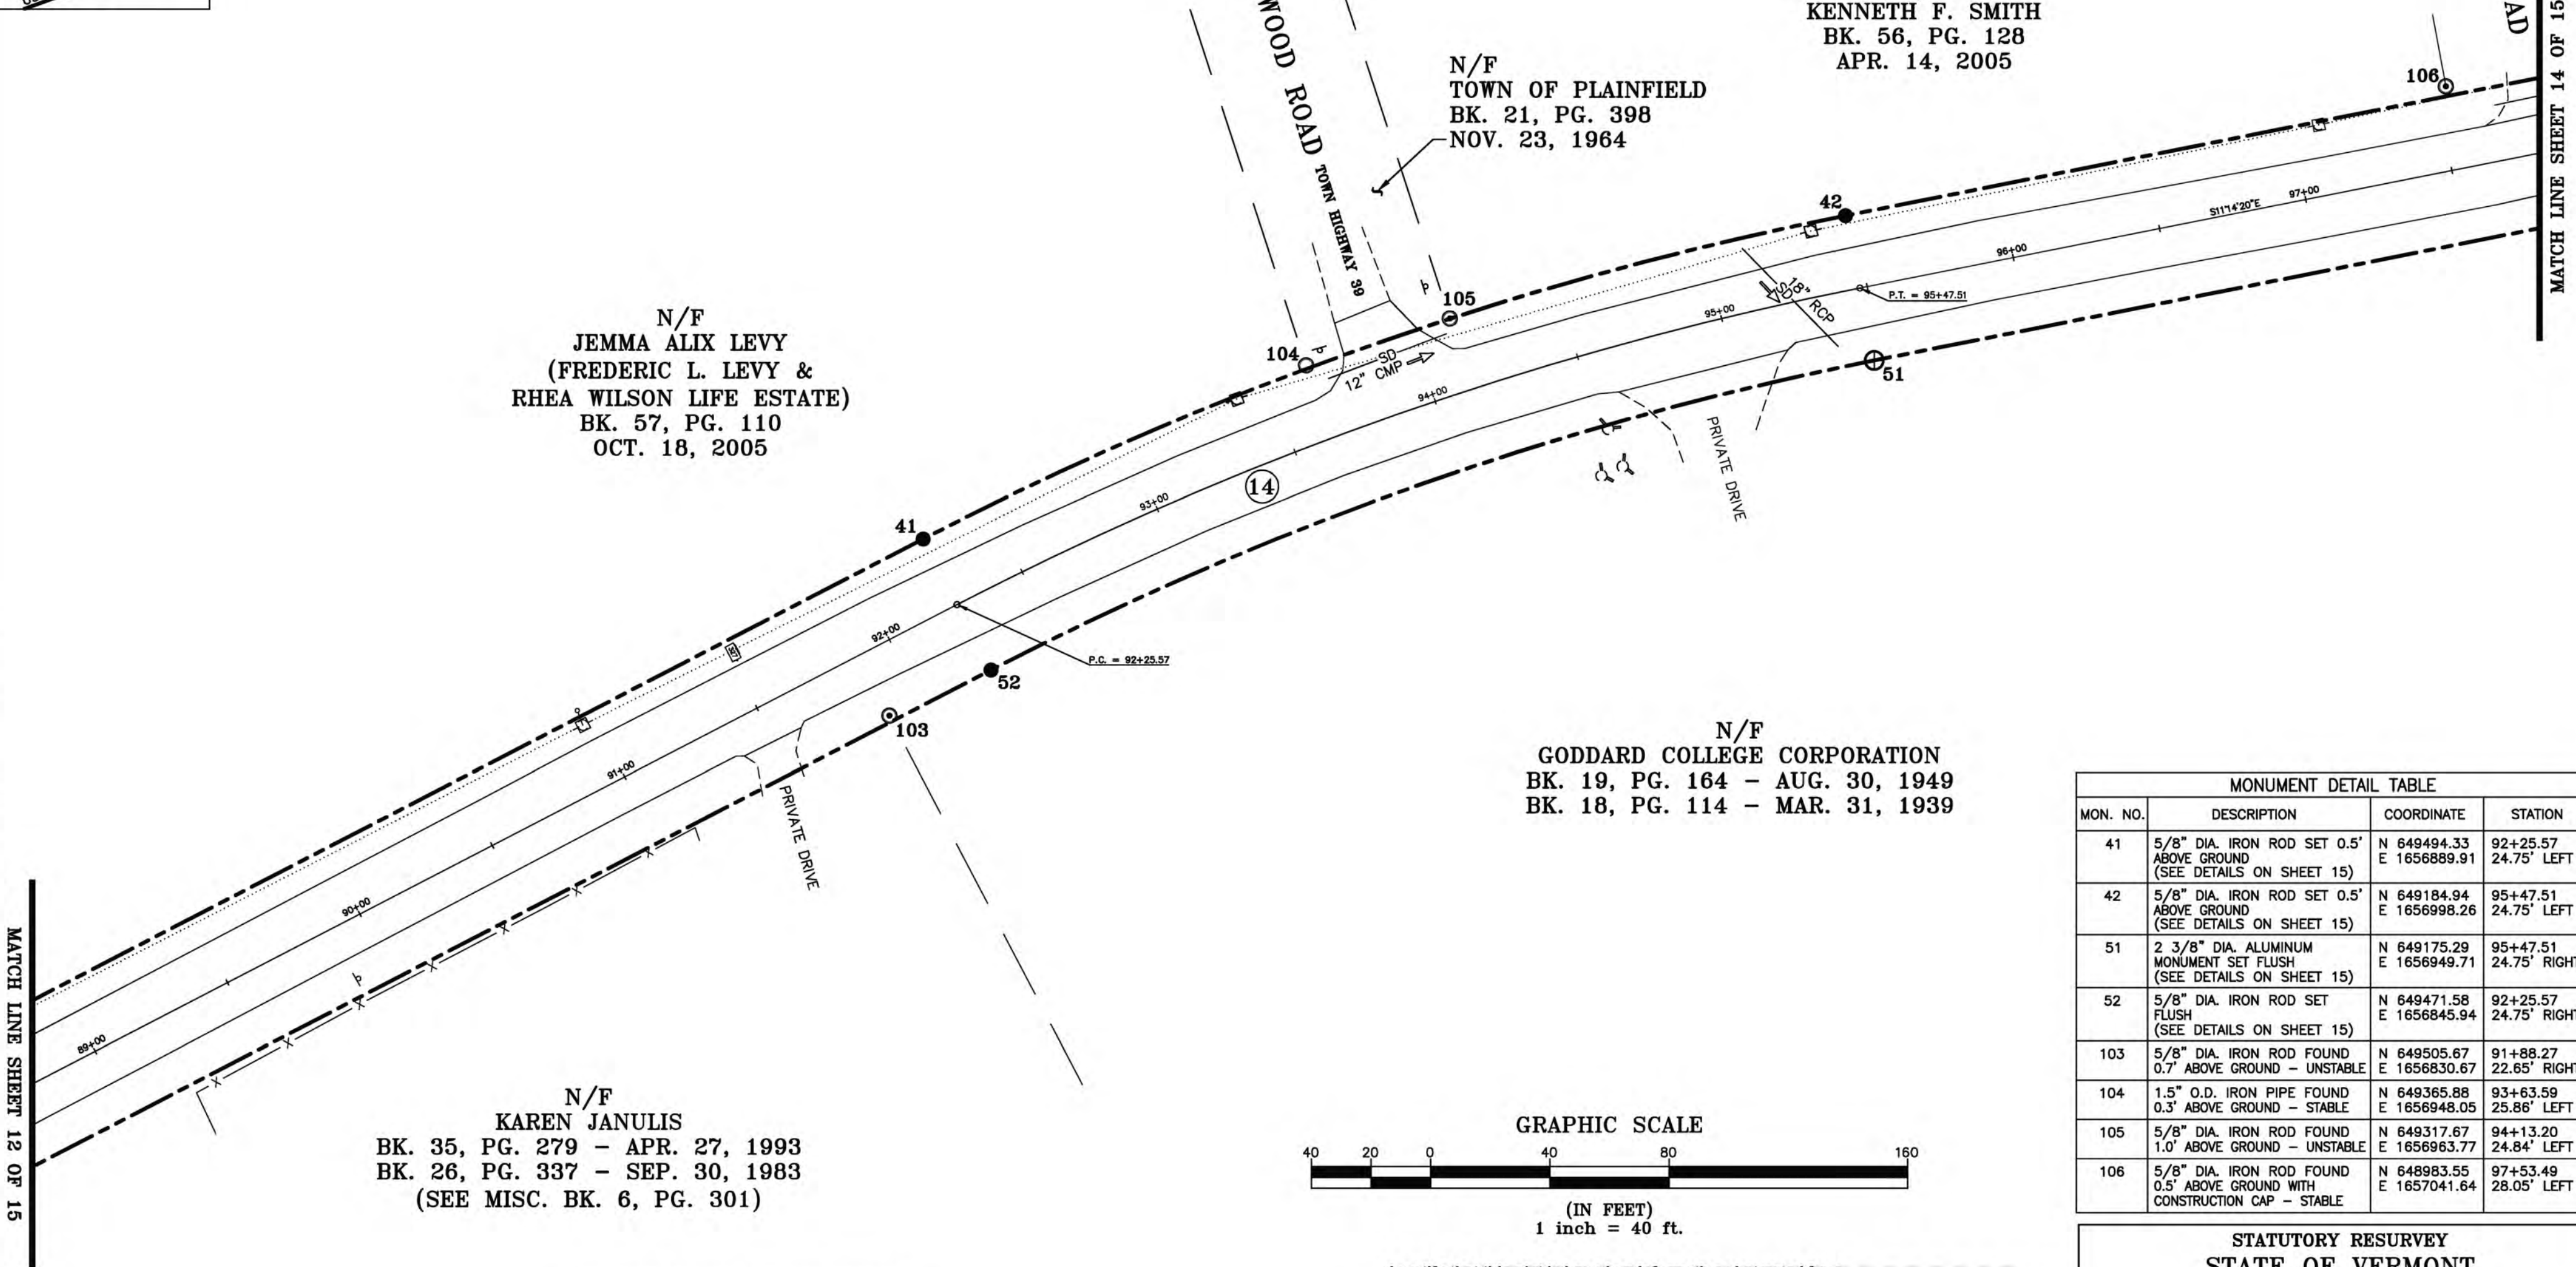 WOOD ROAD
TOWN HIGHWAY 39
N/F
TOWN OF PLAINFIELD
BK. 21, PG. 398
NOV. 23, 1964
KENNETH F. SMITH
BK. 56, PG. 128
APR. 14, 2005
AD
MATCH LINE SHEET 14 OF 15
106
42
97+00
S11°14'20"E
96+00
P.T. = 95+47.51
95+00
18" RCP
SD
105
104
SD
12" CMP
94+00
51
PRIVATE DRIVE
N/F
JEMMA ALIX LEVY
(FREDERIC L. LEVY &
RHEA WILSON LIFE ESTATE)
BK. 57, PG. 110
OCT. 18, 2005
93+00
14
41
92+00
P.C. = 92+25.57
52
103
91+00
PRIVATE DRIVE
90+00
89+00
MATCH LINE SHEET 12 OF 15
N/F
GODDARD COLLEGE CORPORATION
BK. 19, PG. 164 - AUG. 30, 1949
BK. 18, PG. 114 - MAR. 31, 1939
N/F
KAREN JANULIS
BK. 35, PG. 279 - APR. 27, 1993
BK. 26, PG. 337 - SEP. 30, 1983
(SEE MISC. BK. 6, PG. 301)
GRAPHIC SCALE
40 20 0 40 80 160
(IN FEET)
1 inch = 40 ft.
MONUMENT DETAIL TABLE
MON. NO. DESCRIPTION COORDINATE STATION
41 5/8" DIA. IRON ROD SET 0.5' N 649494.33 92+25.57
ABOVE GROUND E 1656889.91 24.75' LEFT
(SEE DETAILS ON SHEET 15)
42 5/8" DIA. IRON ROD SET 0.5' N 649184.94 95+47.51
ABOVE GROUND E 1656998.26 24.75' LEFT
(SEE DETAILS ON SHEET 15)
51 2 3/8" DIA. ALUMINUM N 649175.29 95+47.51
MONUMENT SET FLUSH E 1656949.71 24.75' RIGHT
(SEE DETAILS ON SHEET 15)
52 5/8" DIA. IRON ROD SET N 649471.58 92+25.57
FLUSH E 1656845.94 24.75' RIGHT
(SEE DETAILS ON SHEET 15)
103 5/8" DIA. IRON ROD FOUND N 649505.67 91+88.27
0.7' ABOVE GROUND - UNSTABLE E 1656830.67 22.65' RIGHT
104 1.5" O.D. IRON PIPE FOUND N 649365.88 93+63.59
0.3' ABOVE GROUND - STABLE E 1656948.05 25.86' LEFT
105 5/8" DIA. IRON ROD FOUND N 649317.67 94+13.20
1.0' ABOVE GROUND - UNSTABLE E 1656963.77 24.84' LEFT
106 5/8" DIA. IRON ROD FOUND N 648983.55 97+53.49
0.5' ABOVE GROUND WITH E 1657041.64 28.05' LEFT
CONSTRUCTION CAP - STABLE
STATUTORY RESURVEY
STATE OF VERMONT